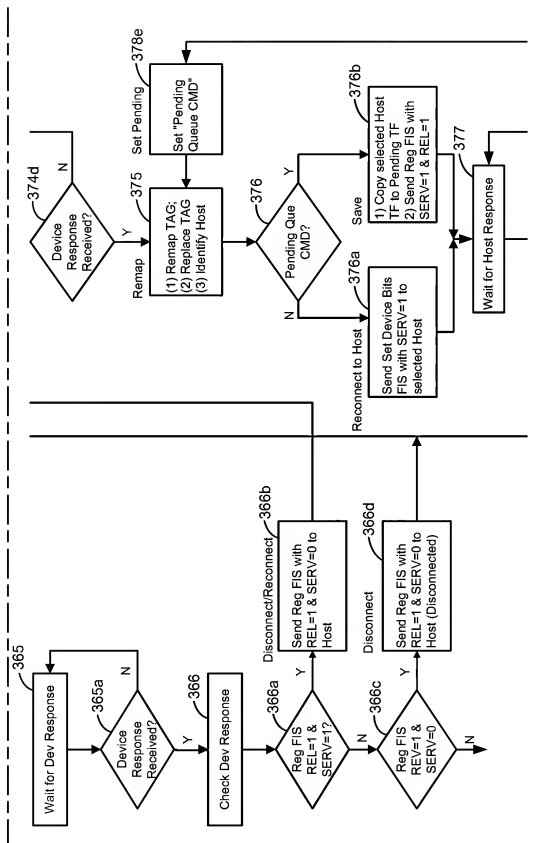 365
Wait for Dev Response
365a
Device
Response
Received?
N
Y
366
Check Dev Response
366a
Reg FIS
REL=1 &
SERV=1?
Y
N
Disconnect/Reconnect
366b
Send Reg FIS with
REL=1 & SERV=0 to
Host
366c
Reg FIS
REV=1 &
SERV=0
Y
N
Disconnect
366d
Send Reg FIS with
REL=1 & SERV=0 to
Host (Disconnected)
374d
Device
Response
Received?
N
Y
Remap
375
(1) Remap TAG;
(2) Replace TAG
(3) Identify Host
Set Pending
378e
Set "Pending
Queue CMD"
376
Pending Que
CMD?
N
Y
Reconnect to Host
376a
Send Set Device Bits
FIS with SERV=1 to
selected Host
Save
376b
1) Copy selected Host
TF to Pending TF
2) Send Reg FIS with
SERV=1 & REL=1
377
Wait for Host Response